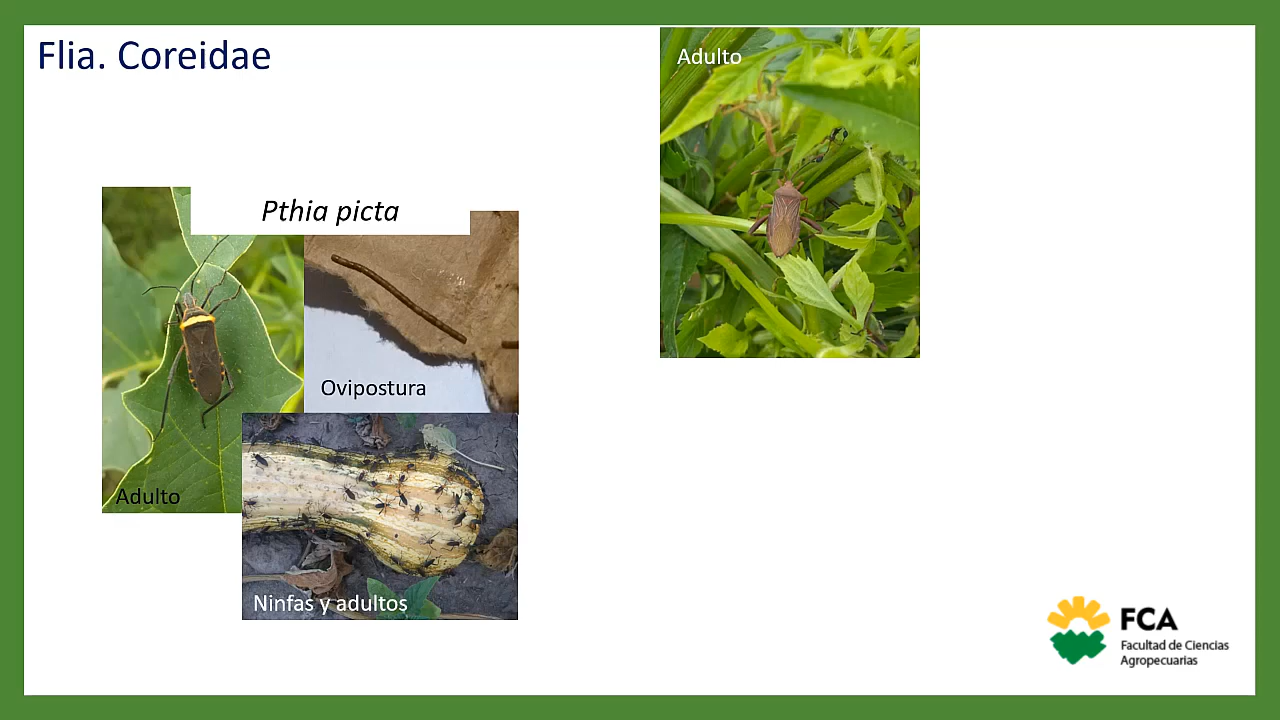 Flia. Coreidae
Adulto
Pthia picta
Ovipostura
Adulto
Ninfas y adultos
FCA
Facultad de Ciencias
Agropecuarias